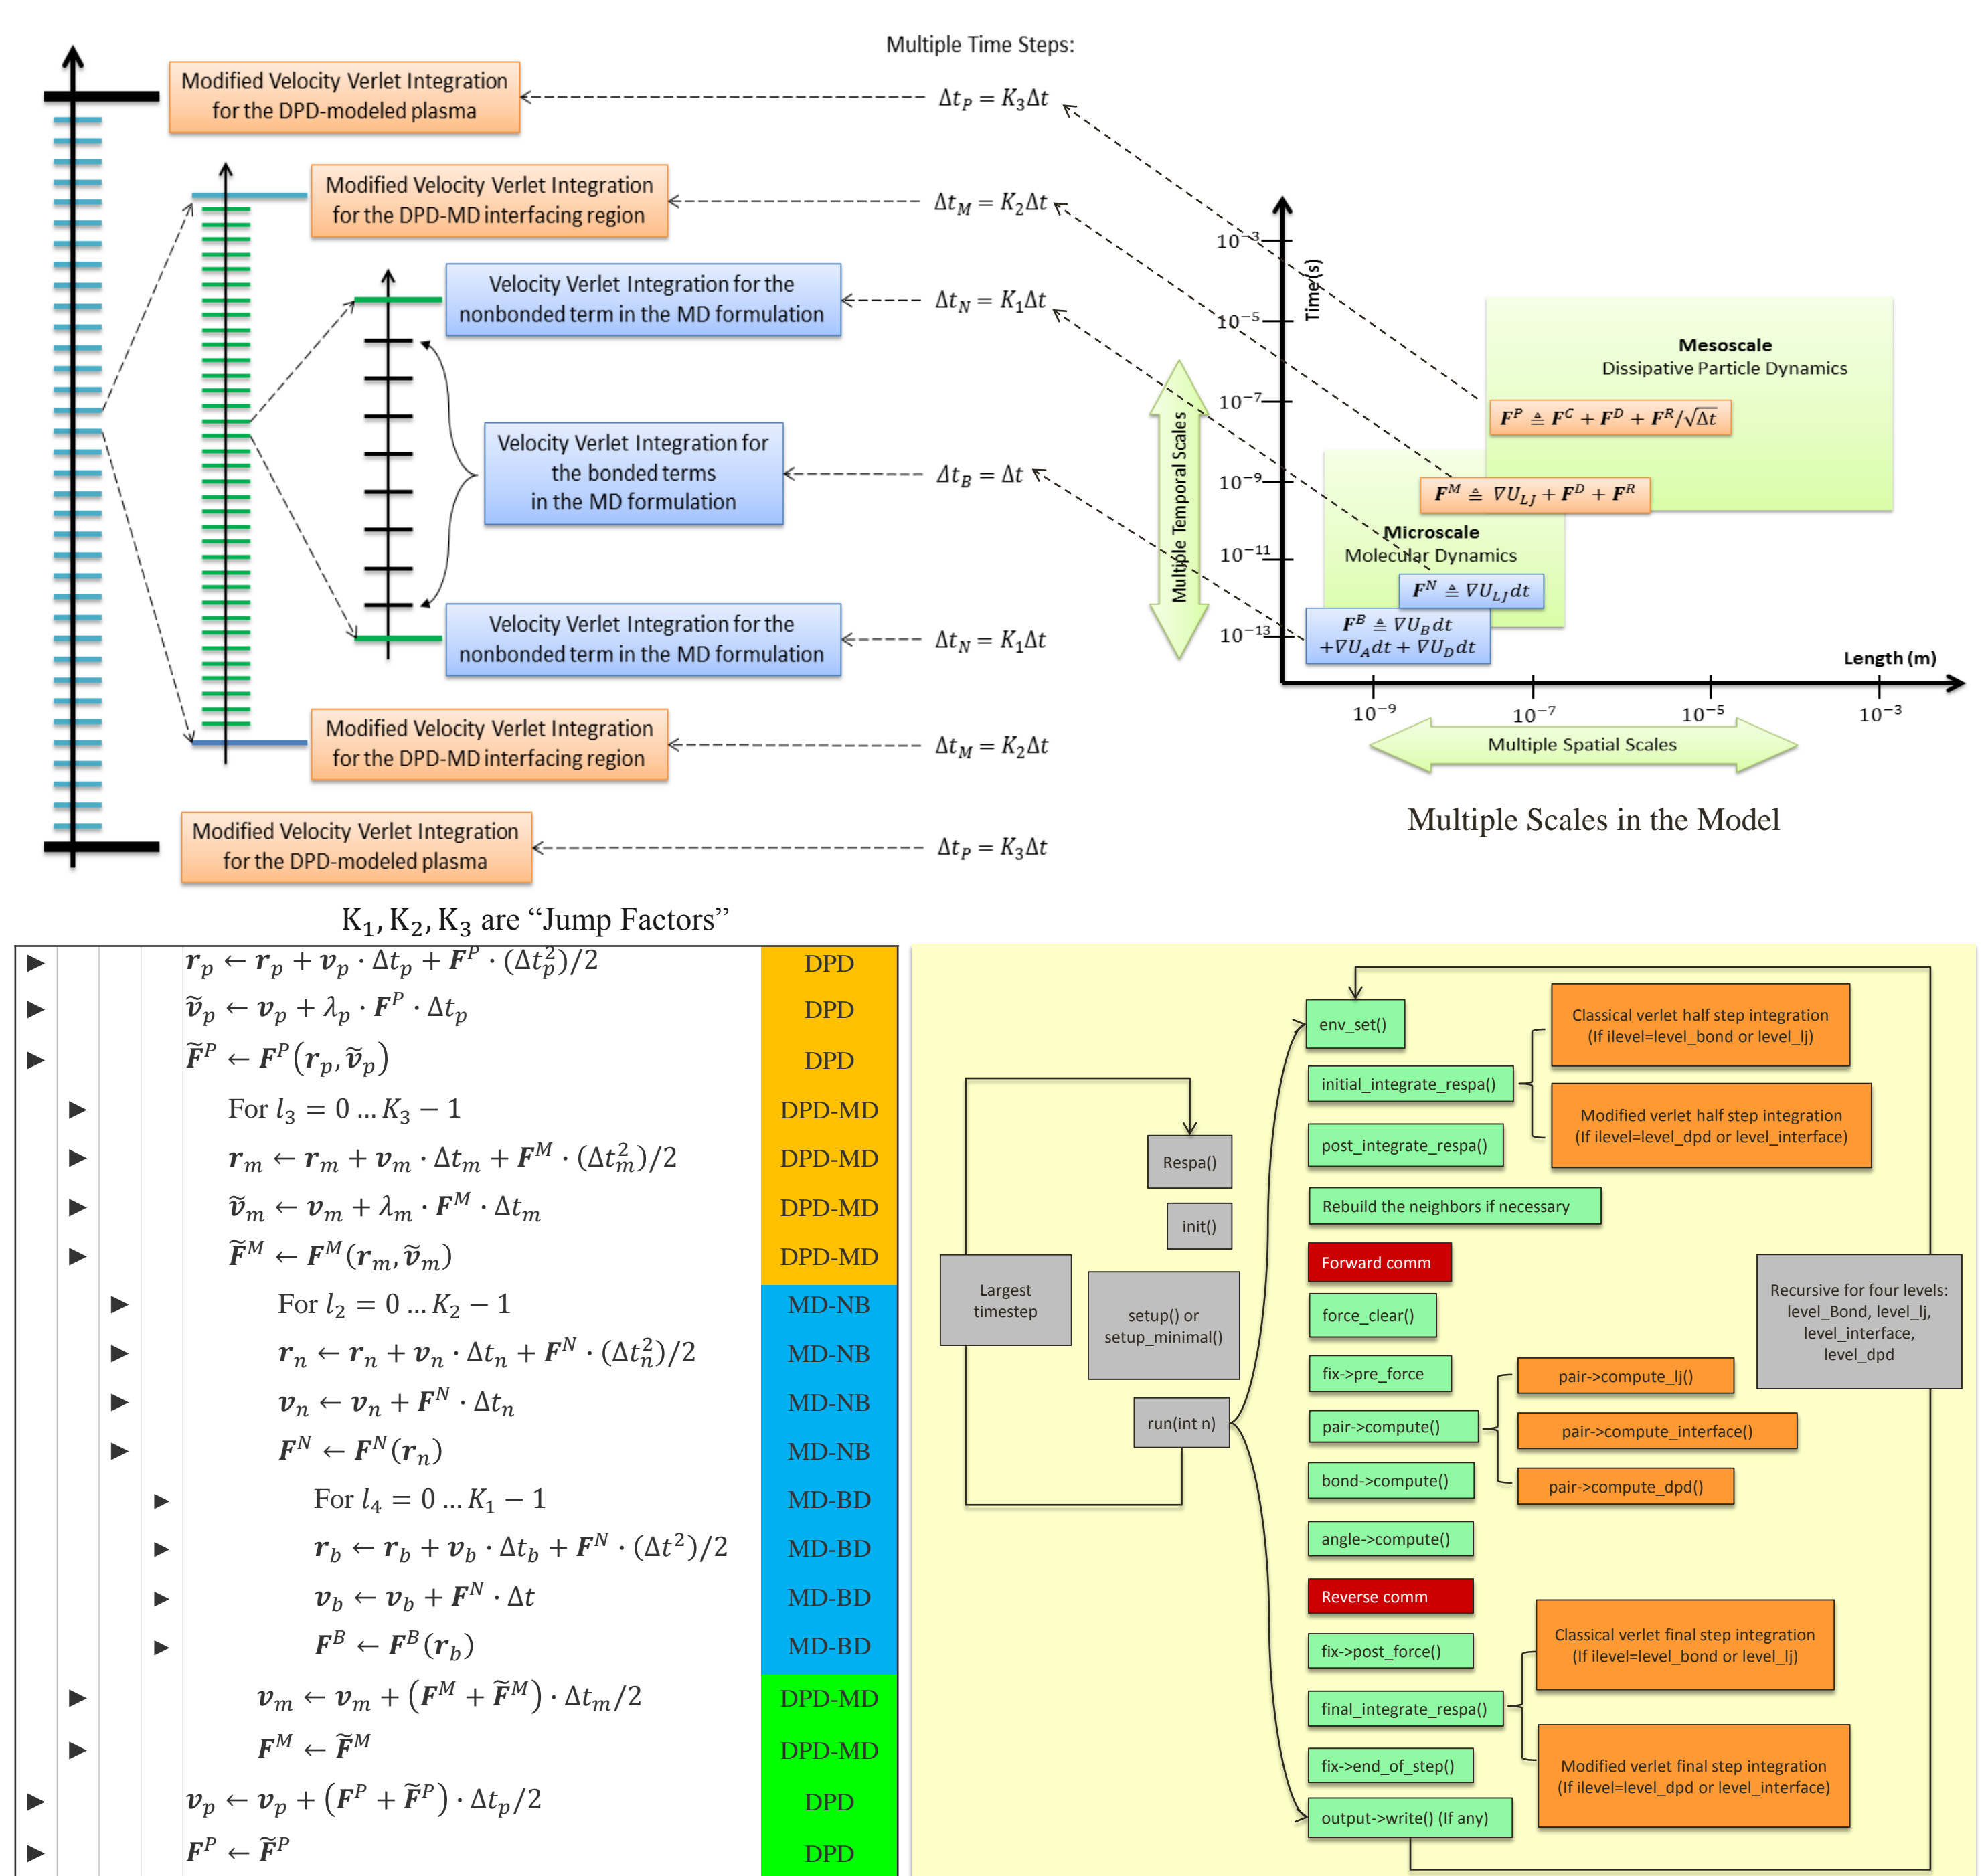 Multiple Time Steps:
Modified Velocity Verlet Integration
for the DPD-modeled plasma
Δt_P = K_3Δt
Modified Velocity Verlet Integration
for the DPD-MD interfacing region
Δt_M = K_2Δt
Velocity Verlet Integration for the
nonbonded term in the MD formulation
Δt_N = K_1Δt
Velocity Verlet Integration for
the bonded terms
in the MD formulation
Δt_B = Δt
Velocity Verlet Integration for the
nonbonded term in the MD formulation
Δt_N = K_1Δt
Modified Velocity Verlet Integration
for the DPD-MD interfacing region
Δt_M = K_2Δt
Modified Velocity Verlet Integration
for the DPD-modeled plasma
Δt_P = K_3Δt
K₁, K₂, K₃ are “Jump Factors”
Multiple Temporal Scales
Time(s)
10⁻³
10⁻⁵
10⁻⁷
10⁻⁹
10⁻¹¹
10⁻¹³
Mesoscale
Dissipative Particle Dynamics
F^P ≜ F^C + F^D + F^R/√Δt
F^M ≜ ∇U_LJ + F^D + F^R
Microscale
Molecular Dynamics
F^N ≜ ∇U_LJ dt
F^B ≜ ∇U_B dt
+∇U_A dt + ∇U_D dt
Length (m)
10⁻⁹ 10⁻⁷ 10⁻⁵ 10⁻³
Multiple Spatial Scales
Multiple Scales in the Model
► r_p ← r_p + v_p · Δt_p + F^P · (Δt_p^2)/2 DPD
► ṽ_p ← v_p + λ_p · F^P · Δt_p DPD
► F̃^P ← F^P(r_p, ṽ_p) DPD
► For l_3 = 0 … K_3 − 1 DPD-MD
► r_m ← r_m + v_m · Δt_m + F^M · (Δt_m^2)/2 DPD-MD
► ṽ_m ← v_m + λ_m · F^M · Δt_m DPD-MD
► F̃^M ← F^M(r_m, ṽ_m) DPD-MD
► For l_2 = 0 … K_2 − 1 MD-NB
► r_n ← r_n + v_n · Δt_n + F^N · (Δt_n^2)/2 MD-NB
► v_n ← v_n + F^N · Δt_n MD-NB
► F^N ← F^N(r_n) MD-NB
► For l_4 = 0 … K_1 − 1 MD-BD
► r_b ← r_b + v_b · Δt_b + F^N · (Δt^2)/2 MD-BD
► v_b ← v_b + F^N · Δt MD-BD
► F^B ← F^B(r_b) MD-BD
► v_m ← v_m + (F^M + F̃^M) · Δt_m/2 DPD-MD
► F^M ← F̃^M DPD-MD
► v_p ← v_p + (F^P + F̃^P) · Δt_p/2 DPD
► F^P ← F̃^P DPD
Largest
timestep
Respa()
init()
setup() or
setup_minimal()
run(int n)
env_set()
initial_integrate_respa()
Classical verlet half step integration
(If ilevel=level_bond or level_lj)
Modified verlet half step integration
(If ilevel=level_dpd or level_interface)
post_integrate_respa()
Rebuild the neighbors if necessary
Forward comm
force_clear()
fix->pre_force
pair->compute()
pair->compute_lj()
pair->compute_interface()
pair->compute_dpd()
bond->compute()
angle->compute()
Reverse comm
fix->post_force()
final_integrate_respa()
Classical verlet final step integration
(If ilevel=level_bond or level_lj)
Modified verlet final step integration
(If ilevel=level_dpd or level_interface)
fix->end_of_step()
output->write() (If any)
Recursive for four levels:
level_Bond, level_lj,
level_interface,
level_dpd